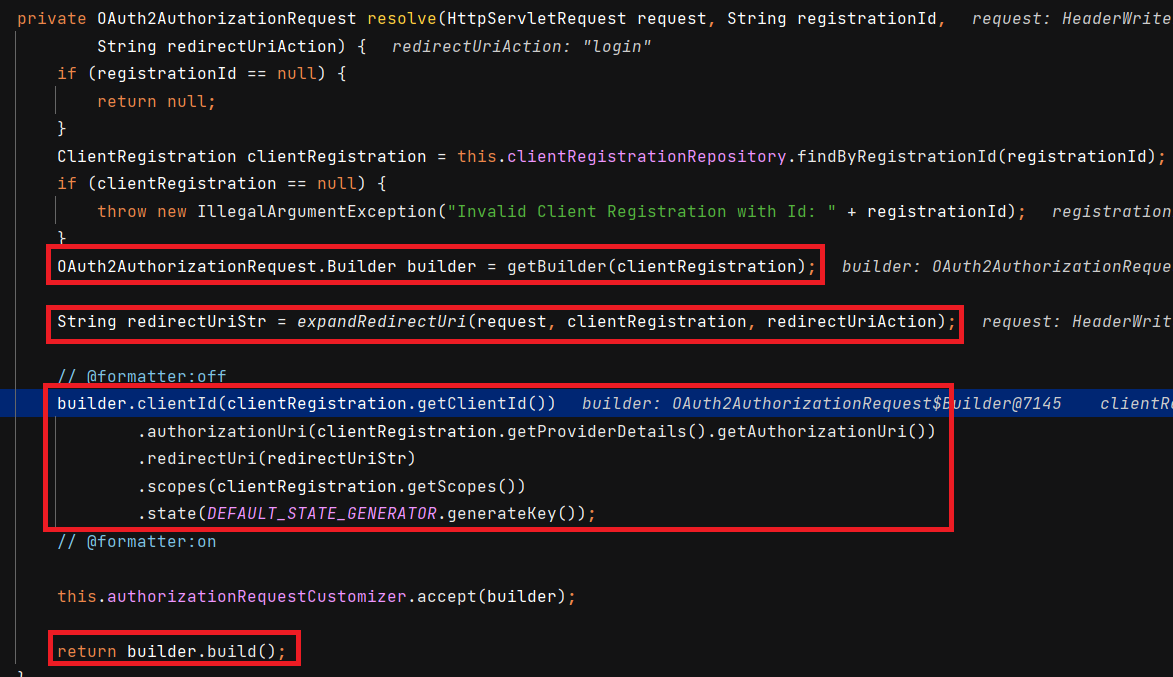 private OAuth2AuthorizationRequest resolve(HttpServletRequest request, String registrationId,   request: HeaderWrite
        String redirectUriAction) {   redirectUriAction: "login"
    if (registrationId == null) {
        return null;
    }
    ClientRegistration clientRegistration = this.clientRegistrationRepository.findByRegistrationId(registrationId);
    if (clientRegistration == null) {
        throw new IllegalArgumentException("Invalid Client Registration with Id: " + registrationId);   registration
    }
    OAuth2AuthorizationRequest.Builder builder = getBuilder(clientRegistration);   builder: OAuth2AuthorizationReque
    String redirectUriStr = expandRedirectUri(request, clientRegistration, redirectUriAction);   request: HeaderWrit
    // @formatter:off
    builder.clientId(clientRegistration.getClientId())   builder: OAuth2AuthorizationRequest$Builder@7145   clientRe
            .authorizationUri(clientRegistration.getProviderDetails().getAuthorizationUri())
            .redirectUri(redirectUriStr)
            .scopes(clientRegistration.getScopes())
            .state(DEFAULT_STATE_GENERATOR.generateKey());
    // @formatter:on
    this.authorizationRequestCustomizer.accept(builder);
    return builder.build();
}